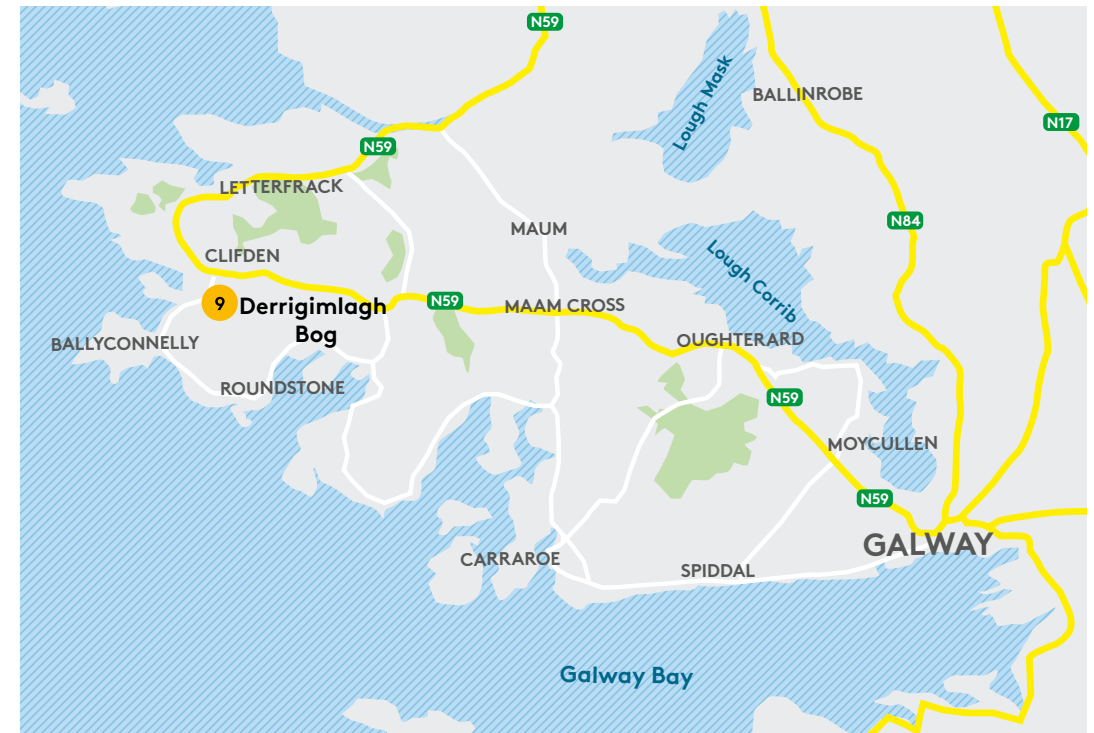 N59
Lough Mask
BALLINROBE
N17
N59
LETTERFRACK
N84
MAUM
CLIFDEN
Lough Corrib
9
Derrigimlagh
Bog
N59
MAAM CROSS
OUGHTERARD
BALLYCONNELLY
ROUNDSTONE
N59
MOYCULLEN
N59
GALWAY
CARRAROE
SPIDDAL
Galway Bay